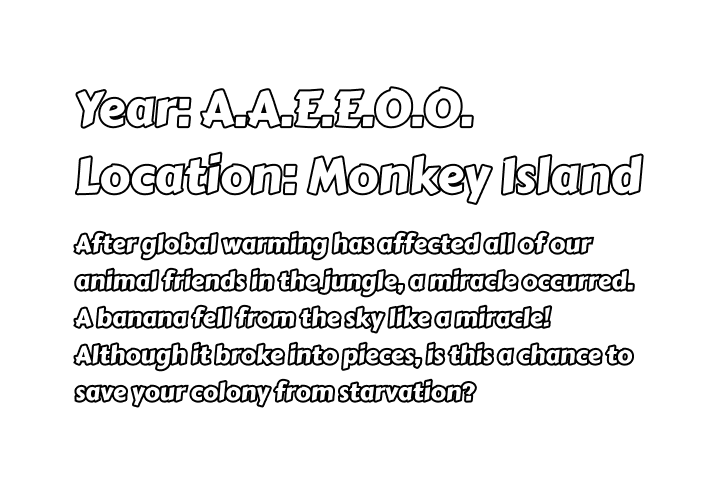 Year: A.A.E.E.O.O.
Location: Monkey Island
After global warming has affected all of our
animal friends in the jungle, a miracle occurred.
A banana fell from the sky like a miracle!
Although it broke into pieces, is this a chance to
save your colony from starvation?